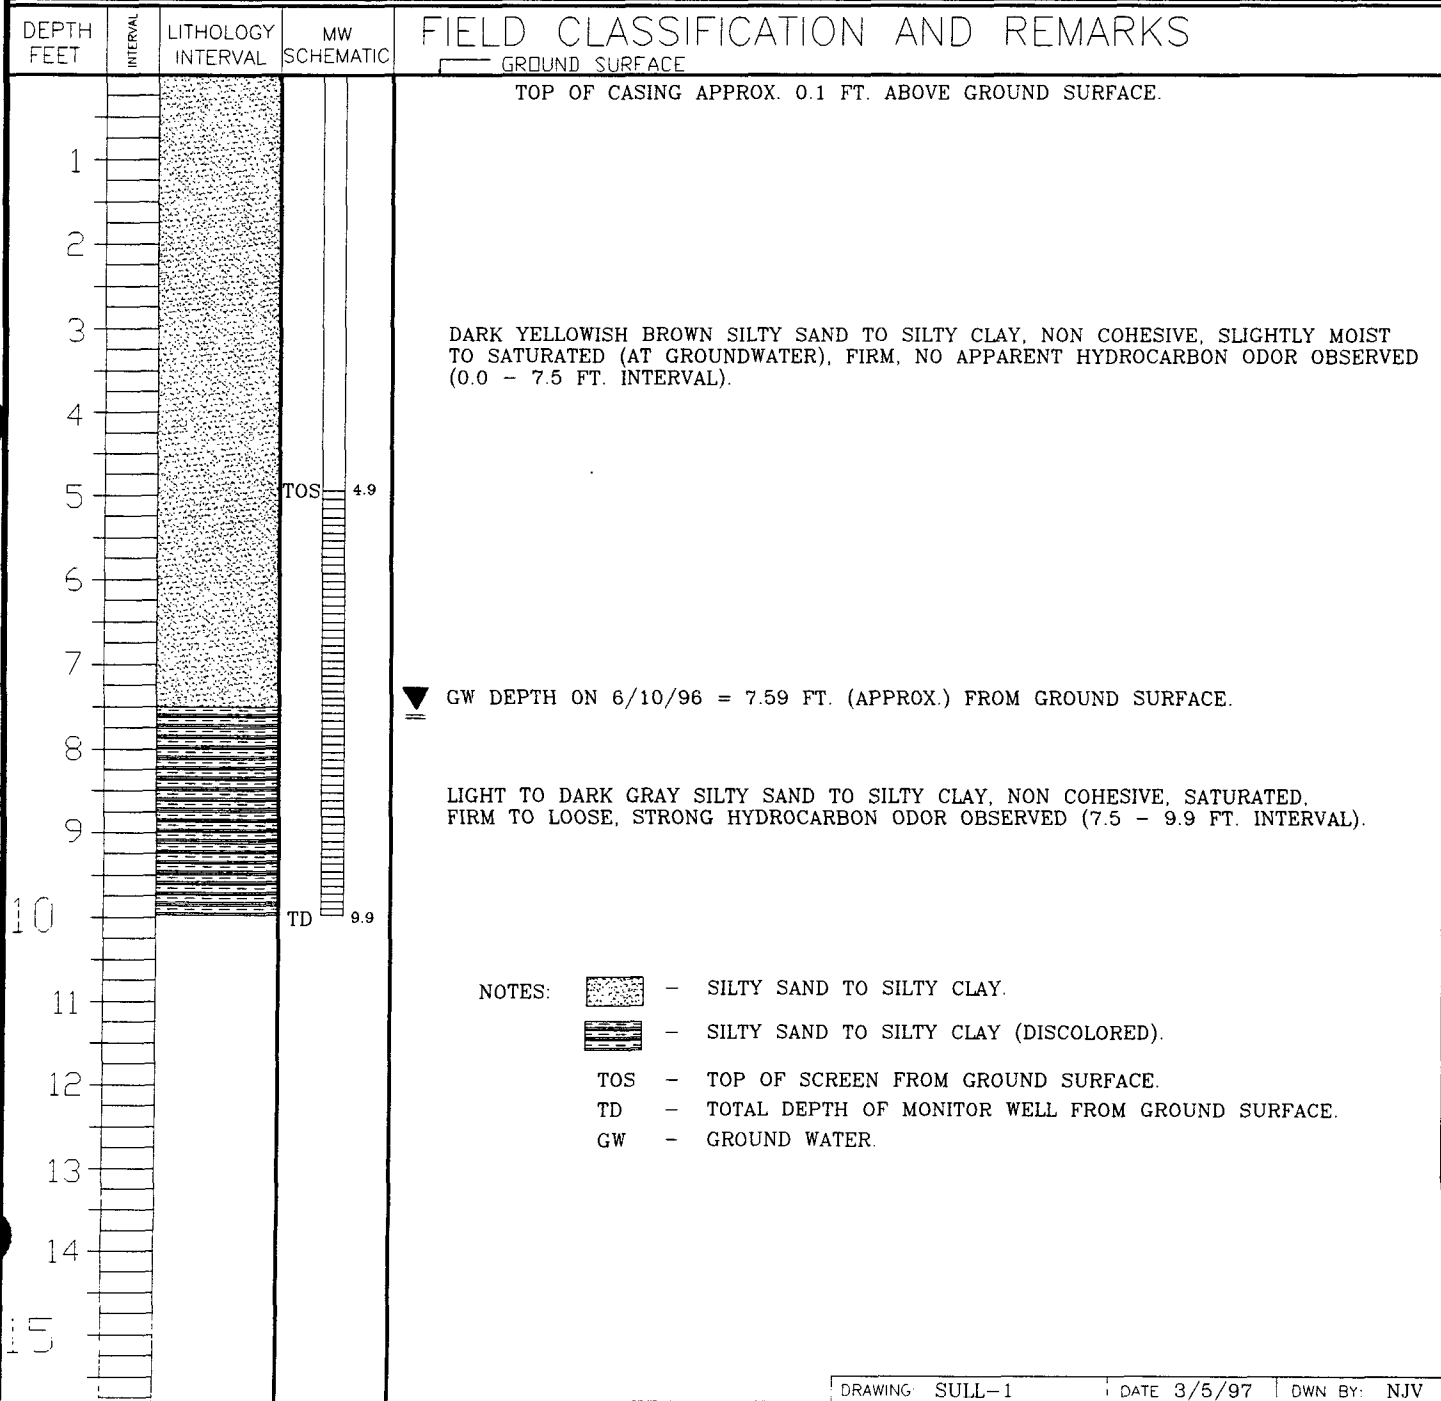 DEPTH FEET
INTERVAL
LITHOLOGY INTERVAL
MW SCHEMATIC
FIELD CLASSIFICATION AND REMARKS
GROUND SURFACE
TOP OF CASING APPROX. 0.1 FT. ABOVE GROUND SURFACE.
1
2
3
DARK YELLOWISH BROWN SILTY SAND TO SILTY CLAY, NON COHESIVE, SLIGHTLY MOIST
TO SATURATED (AT GROUNDWATER), FIRM, NO APPARENT HYDROCARBON ODOR OBSERVED
(0.0 - 7.5 FT. INTERVAL).
4
5
TOS 4.9
6
7
GW DEPTH ON 6/10/96 = 7.59 FT. (APPROX.) FROM GROUND SURFACE.
8
LIGHT TO DARK GRAY SILTY SAND TO SILTY CLAY, NON COHESIVE, SATURATED,
FIRM TO LOOSE, STRONG HYDROCARBON ODOR OBSERVED (7.5 - 9.9 FT. INTERVAL).
9
10
TD 9.9
NOTES: - SILTY SAND TO SILTY CLAY.
11
- SILTY SAND TO SILTY CLAY (DISCOLORED).
TOS - TOP OF SCREEN FROM GROUND SURFACE.
12
TD - TOTAL DEPTH OF MONITOR WELL FROM GROUND SURFACE.
GW - GROUND WATER.
13
14
15
DRAWING: SULL-1 DATE 3/5/97 DWN BY: NJV